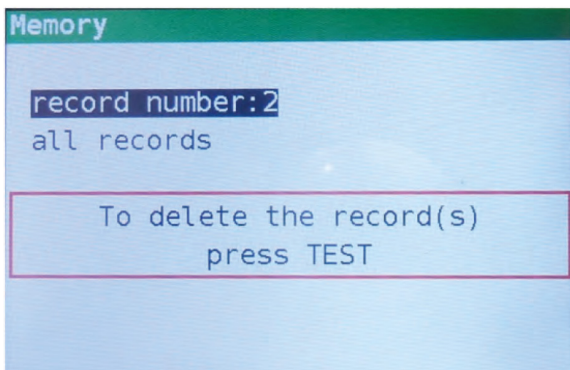 Memory
record number:2
all records
To delete the record(s)
press TEST